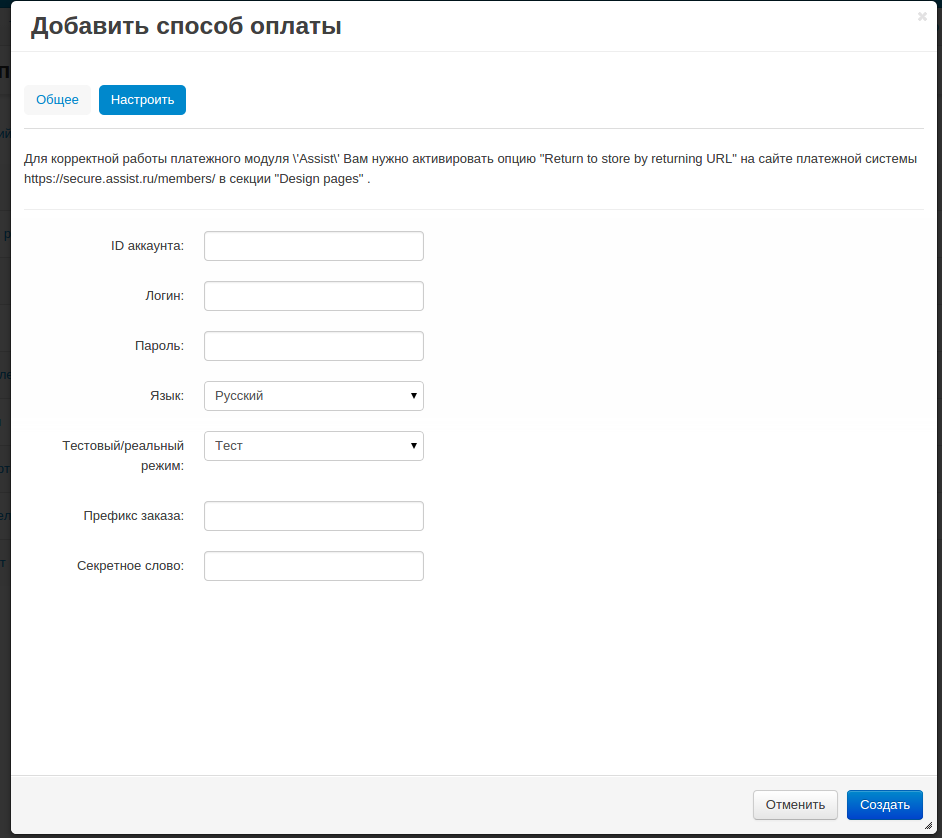 Добавить способ оплаты
Общее
Настроить
Для корректной работы платежного модуля \'Assist\' Вам нужно активировать опцию "Return to store by returning URL" на сайте платежной системы
https://secure.assist.ru/members/ в секции "Design pages" .
ID аккаунта:
Логин:
Пароль:
Язык: Русский
Тестовый/реальный Тест
режим:
Префикс заказа:
Секретное слово:
Отменить Создать